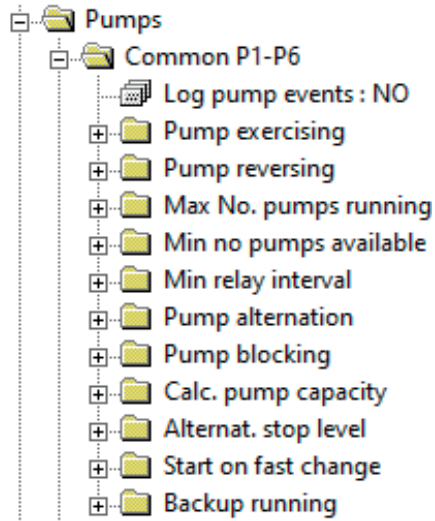 Pumps
Common P1-P6
Log pump events : NO
Pump exercising
Pump reversing
Max No. pumps running
Min no pumps available
Min relay interval
Pump alternation
Pump blocking
Calc. pump capacity
Alternat. stop level
Start on fast change
Backup running